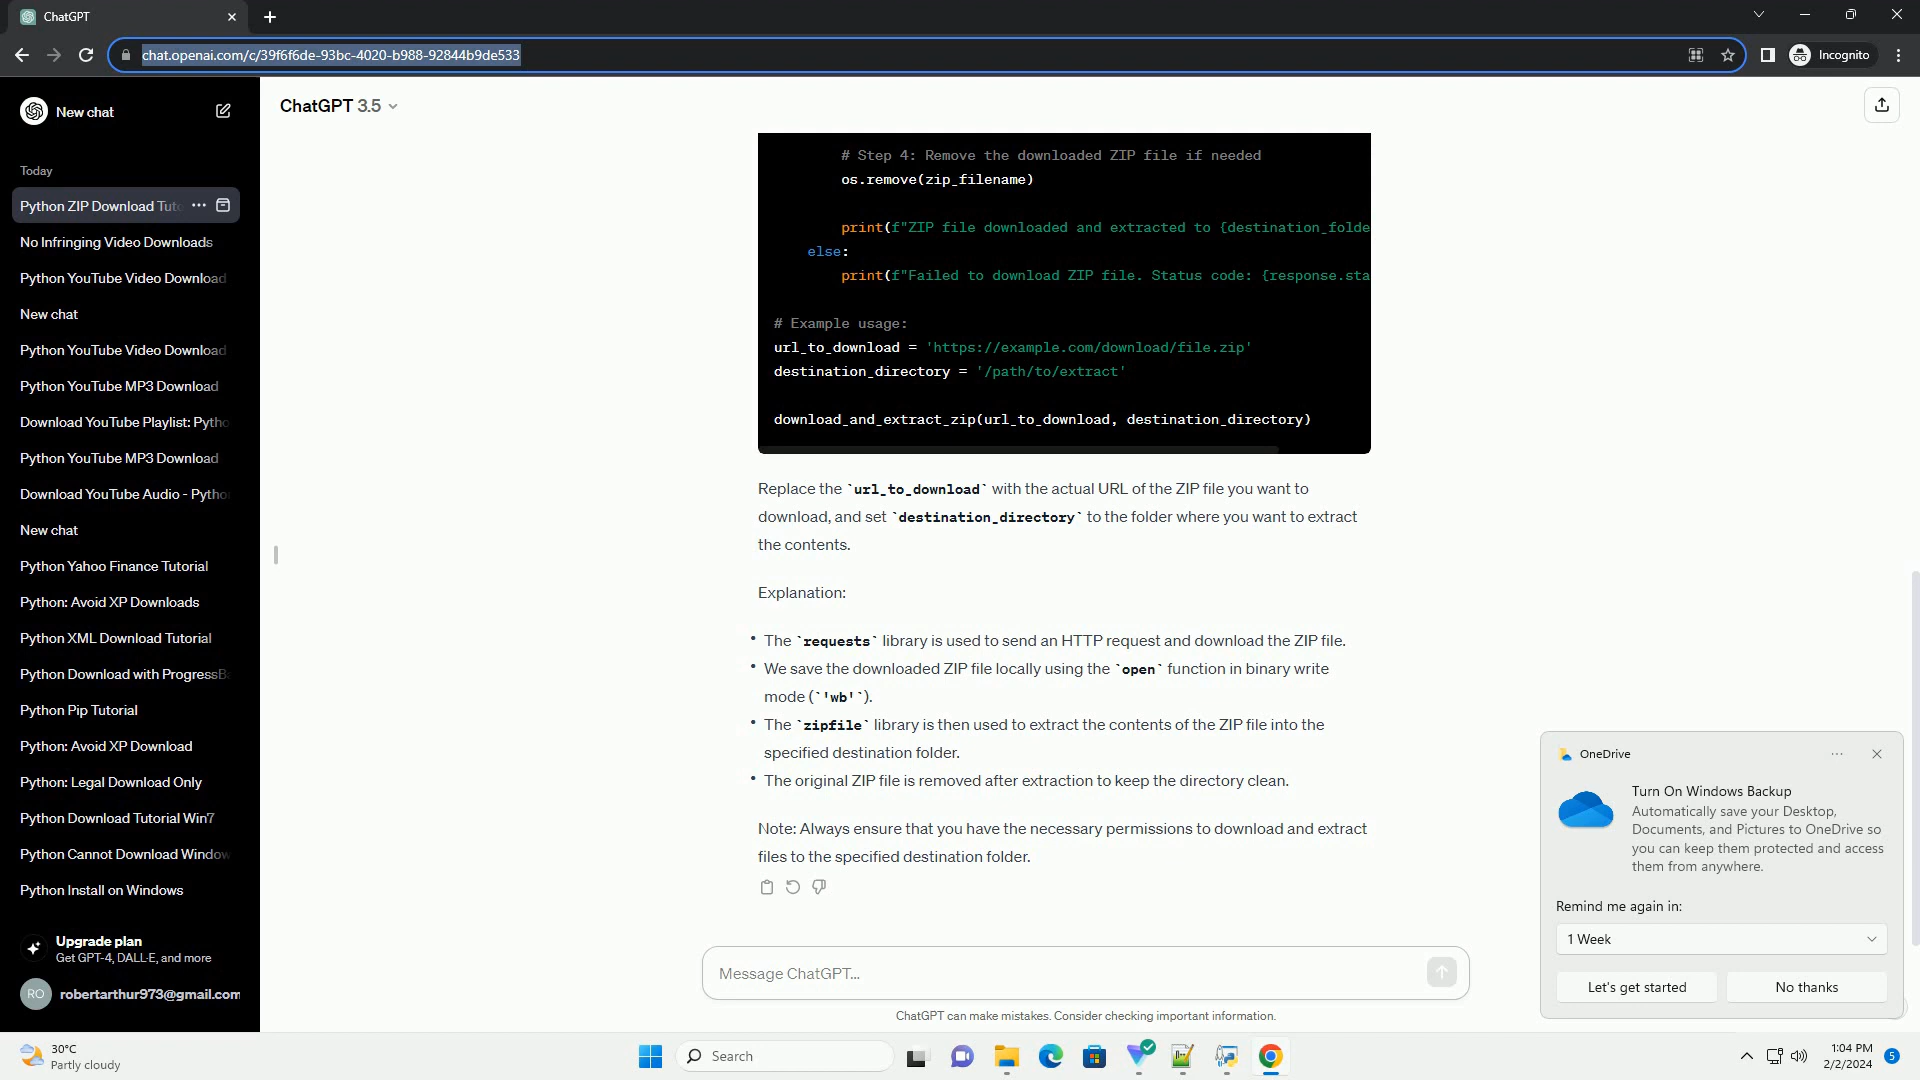 ChatGPT
chat.openai.com/c/39f6f6de-93bc-4020-b988-92844b9de533
Incognito
New chat
Today
Python ZIP Download Tuto
No Infringing Video Downloads
Python YouTube Video Download
New chat
Python YouTube Video Download
Python YouTube MP3 Download
Download YouTube Playlist: Pytho
Python YouTube MP3 Download
Download YouTube Audio - Pytho
New chat
Python Yahoo Finance Tutorial
Python: Avoid XP Downloads
Python XML Download Tutorial
Python Download with ProgressBa
Python Pip Tutorial
Python: Avoid XP Download
Python: Legal Download Only
Python Download Tutorial Win7
Python Cannot Download Window
Python Install on Windows
Upgrade plan
Get GPT-4, DALL·E, and more
RO robertarthur973@gmail.com
ChatGPT 3.5
# Step 4: Remove the downloaded ZIP file if needed
os.remove(zip_filename)
print(f"ZIP file downloaded and extracted to {destination_folde
else:
print(f"Failed to download ZIP file. Status code: {response.sta
# Example usage:
url_to_download = 'https://example.com/download/file.zip'
destination_directory = '/path/to/extract'
download_and_extract_zip(url_to_download, destination_directory)
Replace the `url_to_download` with the actual URL of the ZIP file you want to
download, and set `destination_directory` to the folder where you want to extract
the contents.
Explanation:
• The `requests` library is used to send an HTTP request and download the ZIP file.
• We save the downloaded ZIP file locally using the `open` function in binary write
mode (`'wb'`).
• The `zipfile` library is then used to extract the contents of the ZIP file into the
specified destination folder.
• The original ZIP file is removed after extraction to keep the directory clean.
Note: Always ensure that you have the necessary permissions to download and extract
files to the specified destination folder.
Message ChatGPT...
ChatGPT can make mistakes. Consider checking important information.
OneDrive
Turn On Windows Backup
Automatically save your Desktop,
Documents, and Pictures to OneDrive so
you can keep them protected and access
them from anywhere.
Remind me again in:
1 Week
Let's get started
No thanks
30°C
Partly cloudy
Search
1:04 PM
2/2/2024
5